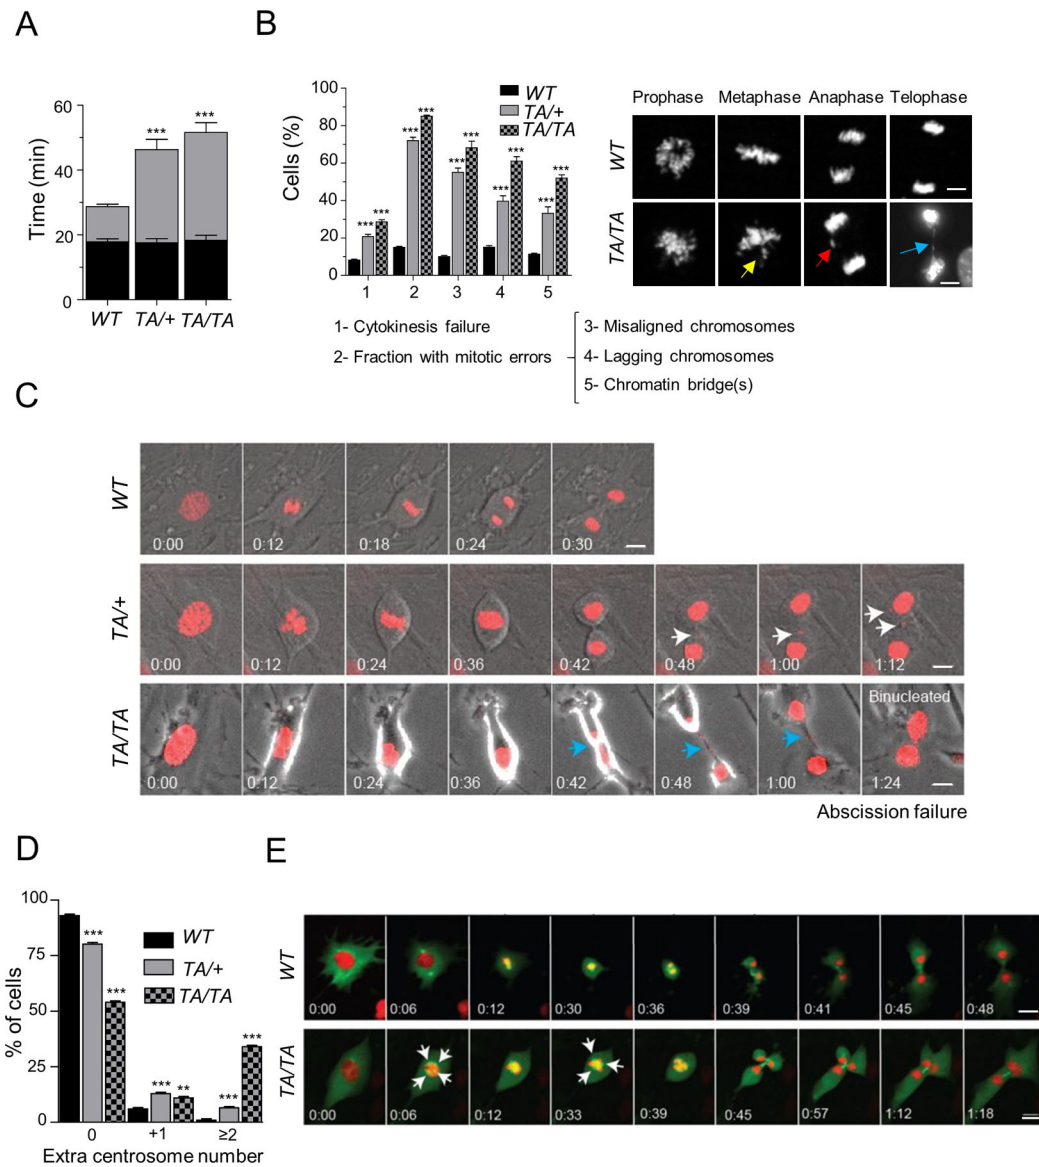 A
B
60
40
20
0
Time (min)
***
***
WT
TA/+
TA/TA
100
80
60
40
20
0
Cells (%)
WT
TA/+
TA/TA
***
***
***
***
***
***
***
***
***
***
1
2
3
4
5
1- Cytokinesis failure
2- Fraction with mitotic errors
3- Misaligned chromosomes
4- Lagging chromosomes
5- Chromatin bridge(s)
Prophase Metaphase Anaphase Telophase
WT
TA/TA
C
WT
0:00 0:12 0:18 0:24 0:30
TA/+
0:00 0:12 0:24 0:36 0:42 0:48 1:00 1:12
TA/TA
Binucleated
0:00 0:12 0:24 0:36 0:42 0:48 1:00 1:24
Abscission failure
D
100
75
50
25
0
% of cells
WT
TA/+
TA/TA
***
***
***
**
***
***
0 +1 ≥2
Extra centrosome number
E
WT
0:00 0:06 0:12 0:30 0:36 0:39 0:41 0:45 0:48
TA/TA
0:00 0:06 0:12 0:33 0:39 0:45 0:57 1:12 1:18